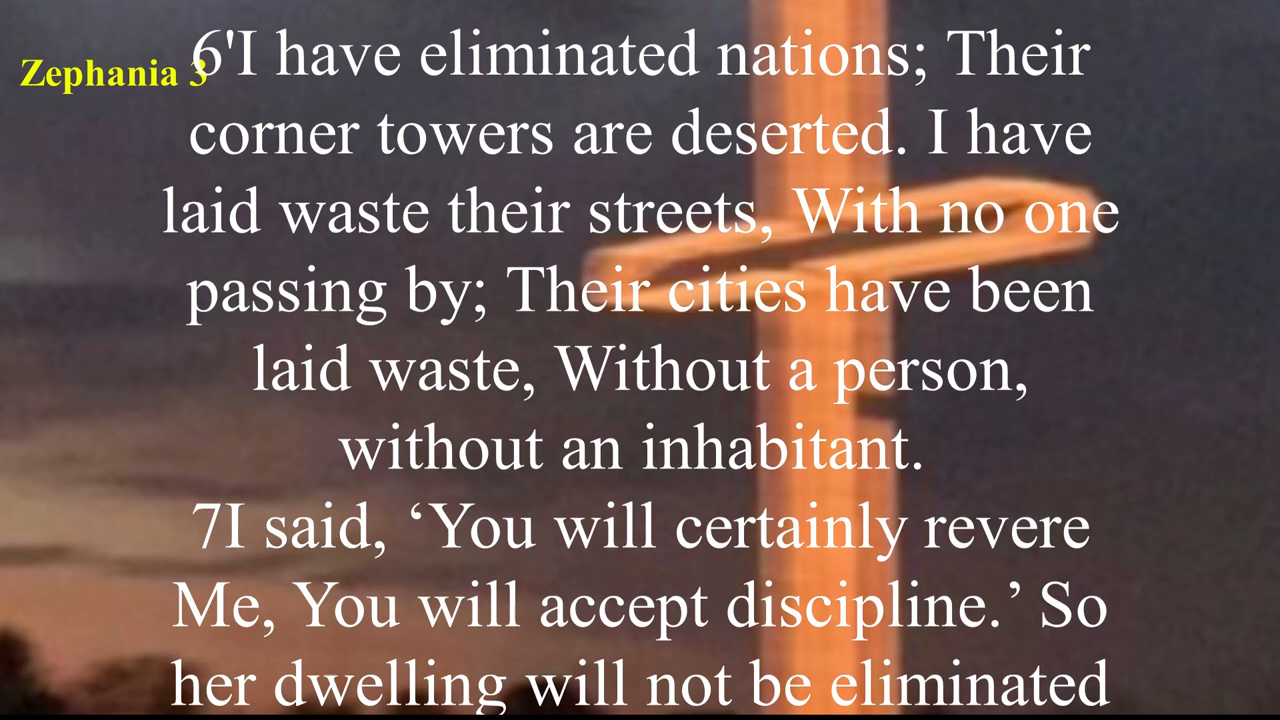 Zephania 3
6'I have eliminated nations; Their
corner towers are deserted. I have
laid waste their streets, With no one
passing by; Their cities have been
laid waste, Without a person,
without an inhabitant.
7I said, ‘You will certainly revere
Me, You will accept discipline.’ So
her dwelling will not be eliminated